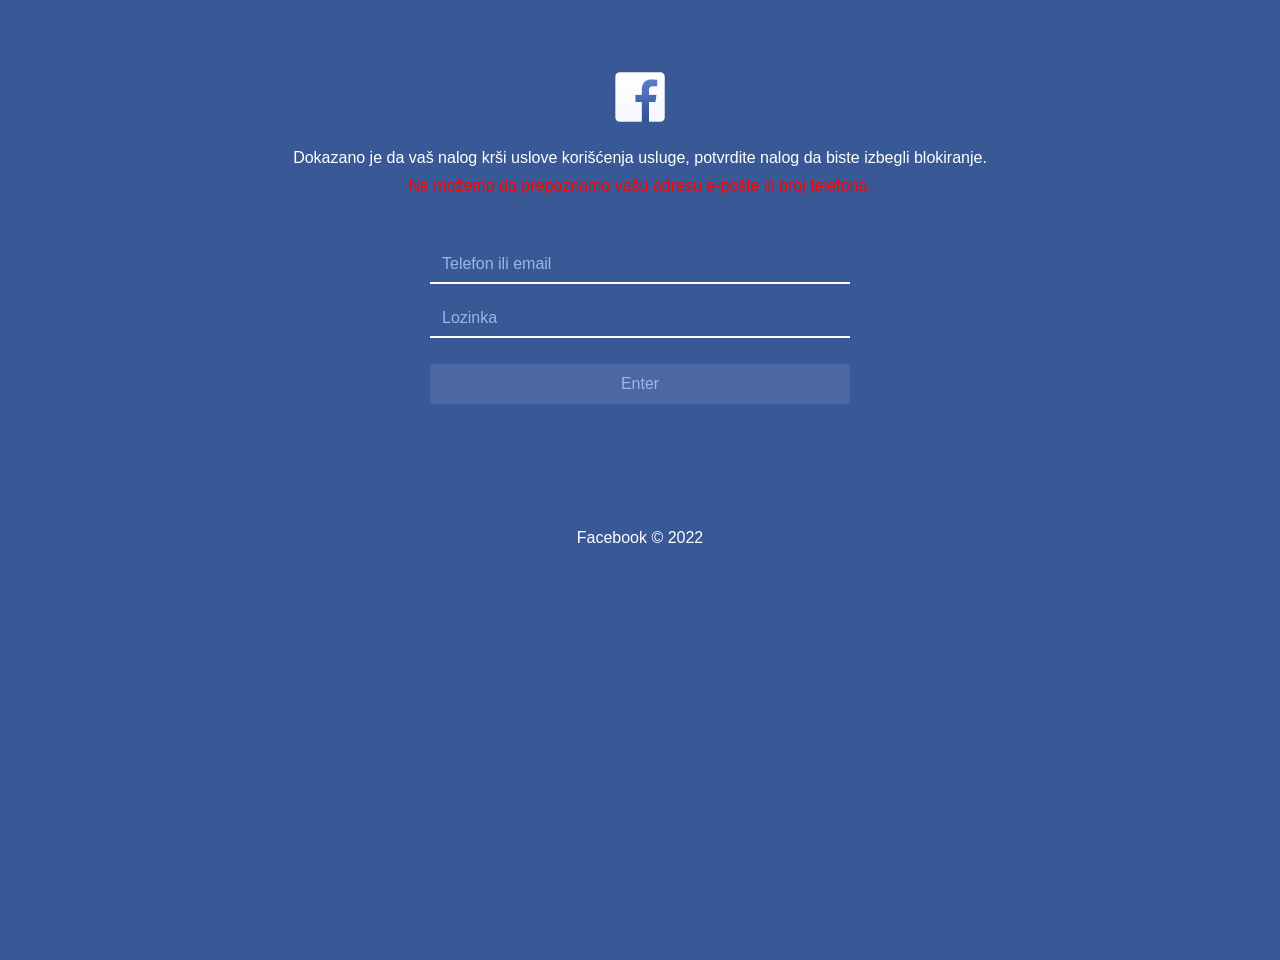 Dokazano je da vaš nalog krši uslove korišćenja usluge, potvrdite nalog da biste izbegli blokiranje.
Ne možemo da prepoznamo vašu adresu e-pošte ili broj telefona.
Telefon ili email
Lozinka
Enter
Facebook © 2022